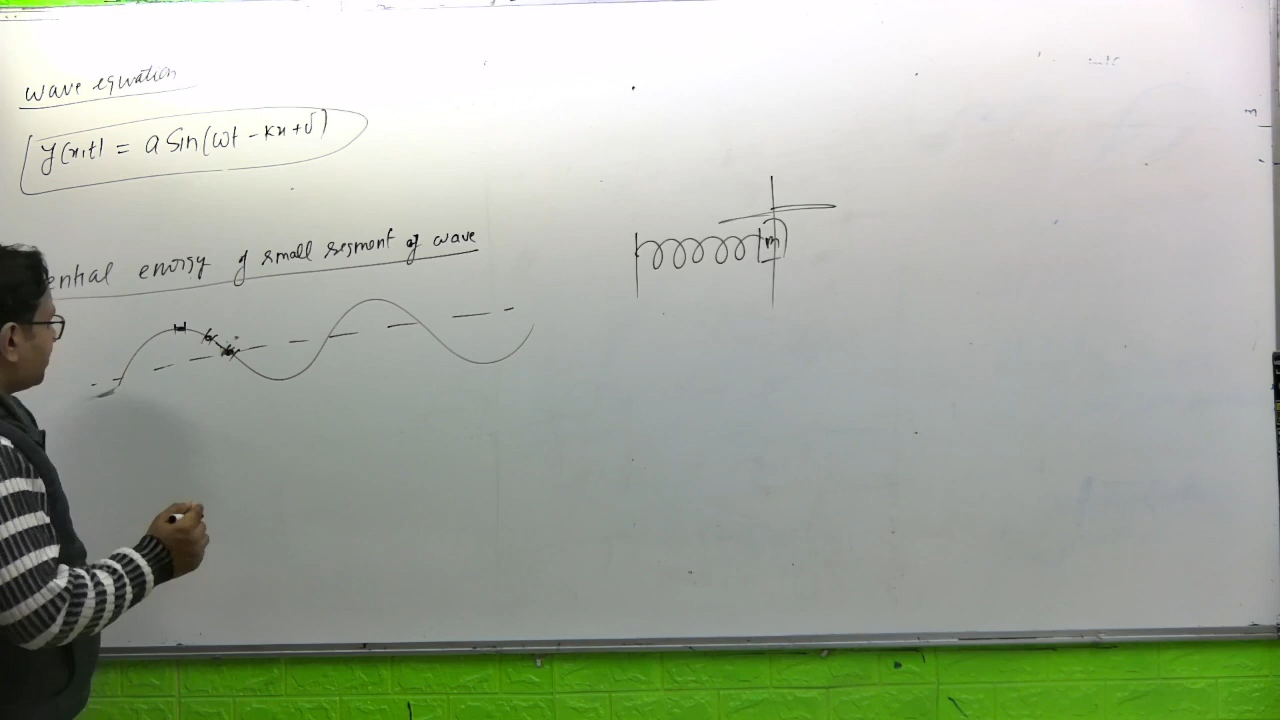 wave equation
y(x,t) = a Sin(ωt - kx + δ)
ential energy of small segment of wave
m